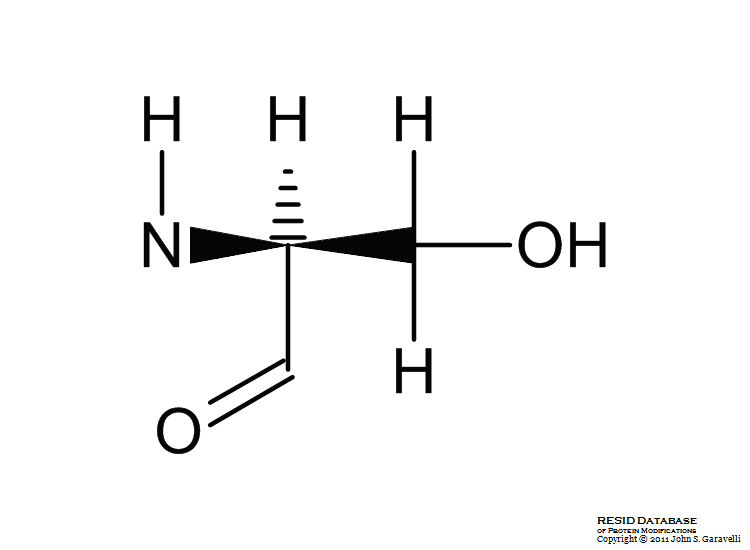 H H H
N OH
H
O
RESID DATABASE
OF PROTEIN MODIFICATIONS
Copyright © 2011 John S. Garavelli